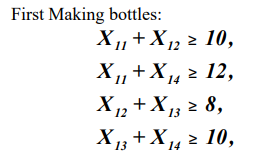 First Making bottles:
X₁₁ + X₁₂ ≥ 10,
X₁₁ + X₁₄ ≥ 12,
X₁₂ + X₁₃ ≥ 8,
X₁₃ + X₁₄ ≥ 10,